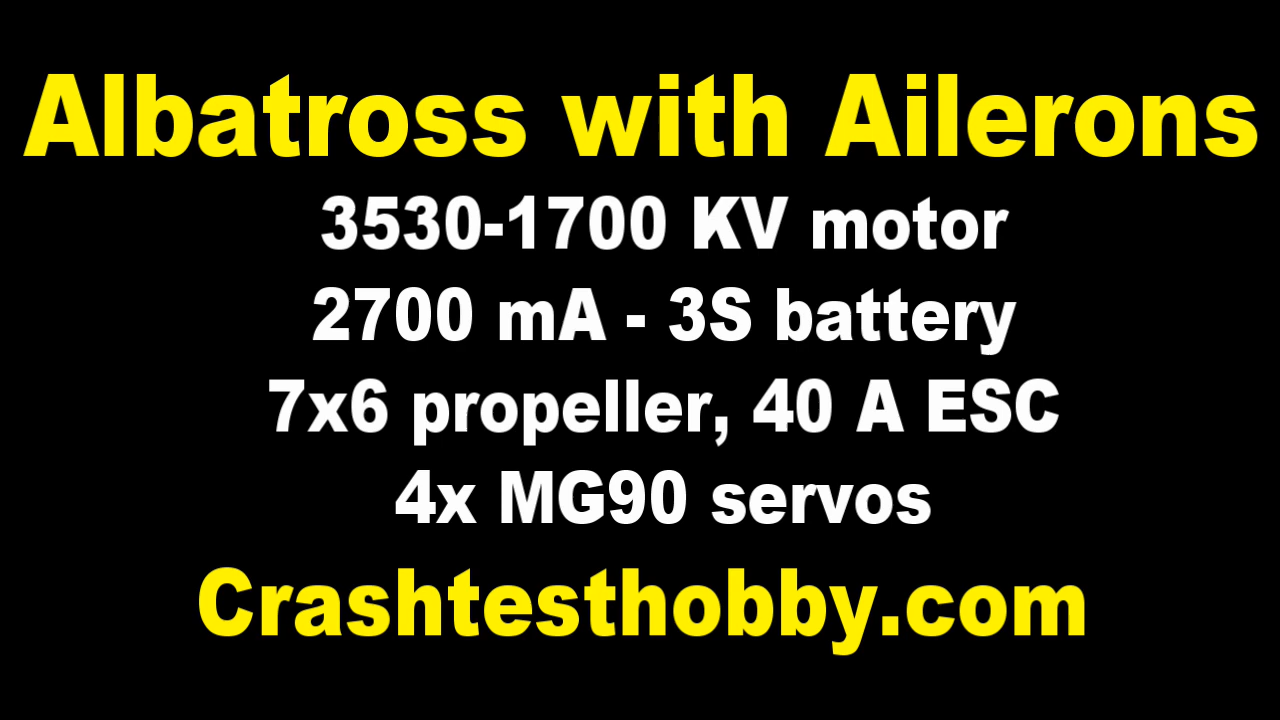 Albatross with Ailerons
3530-1700 KV motor
2700 mA - 3S battery
7x6 propeller, 40 A ESC
4x MG90 servos
Crashtesthobby.com